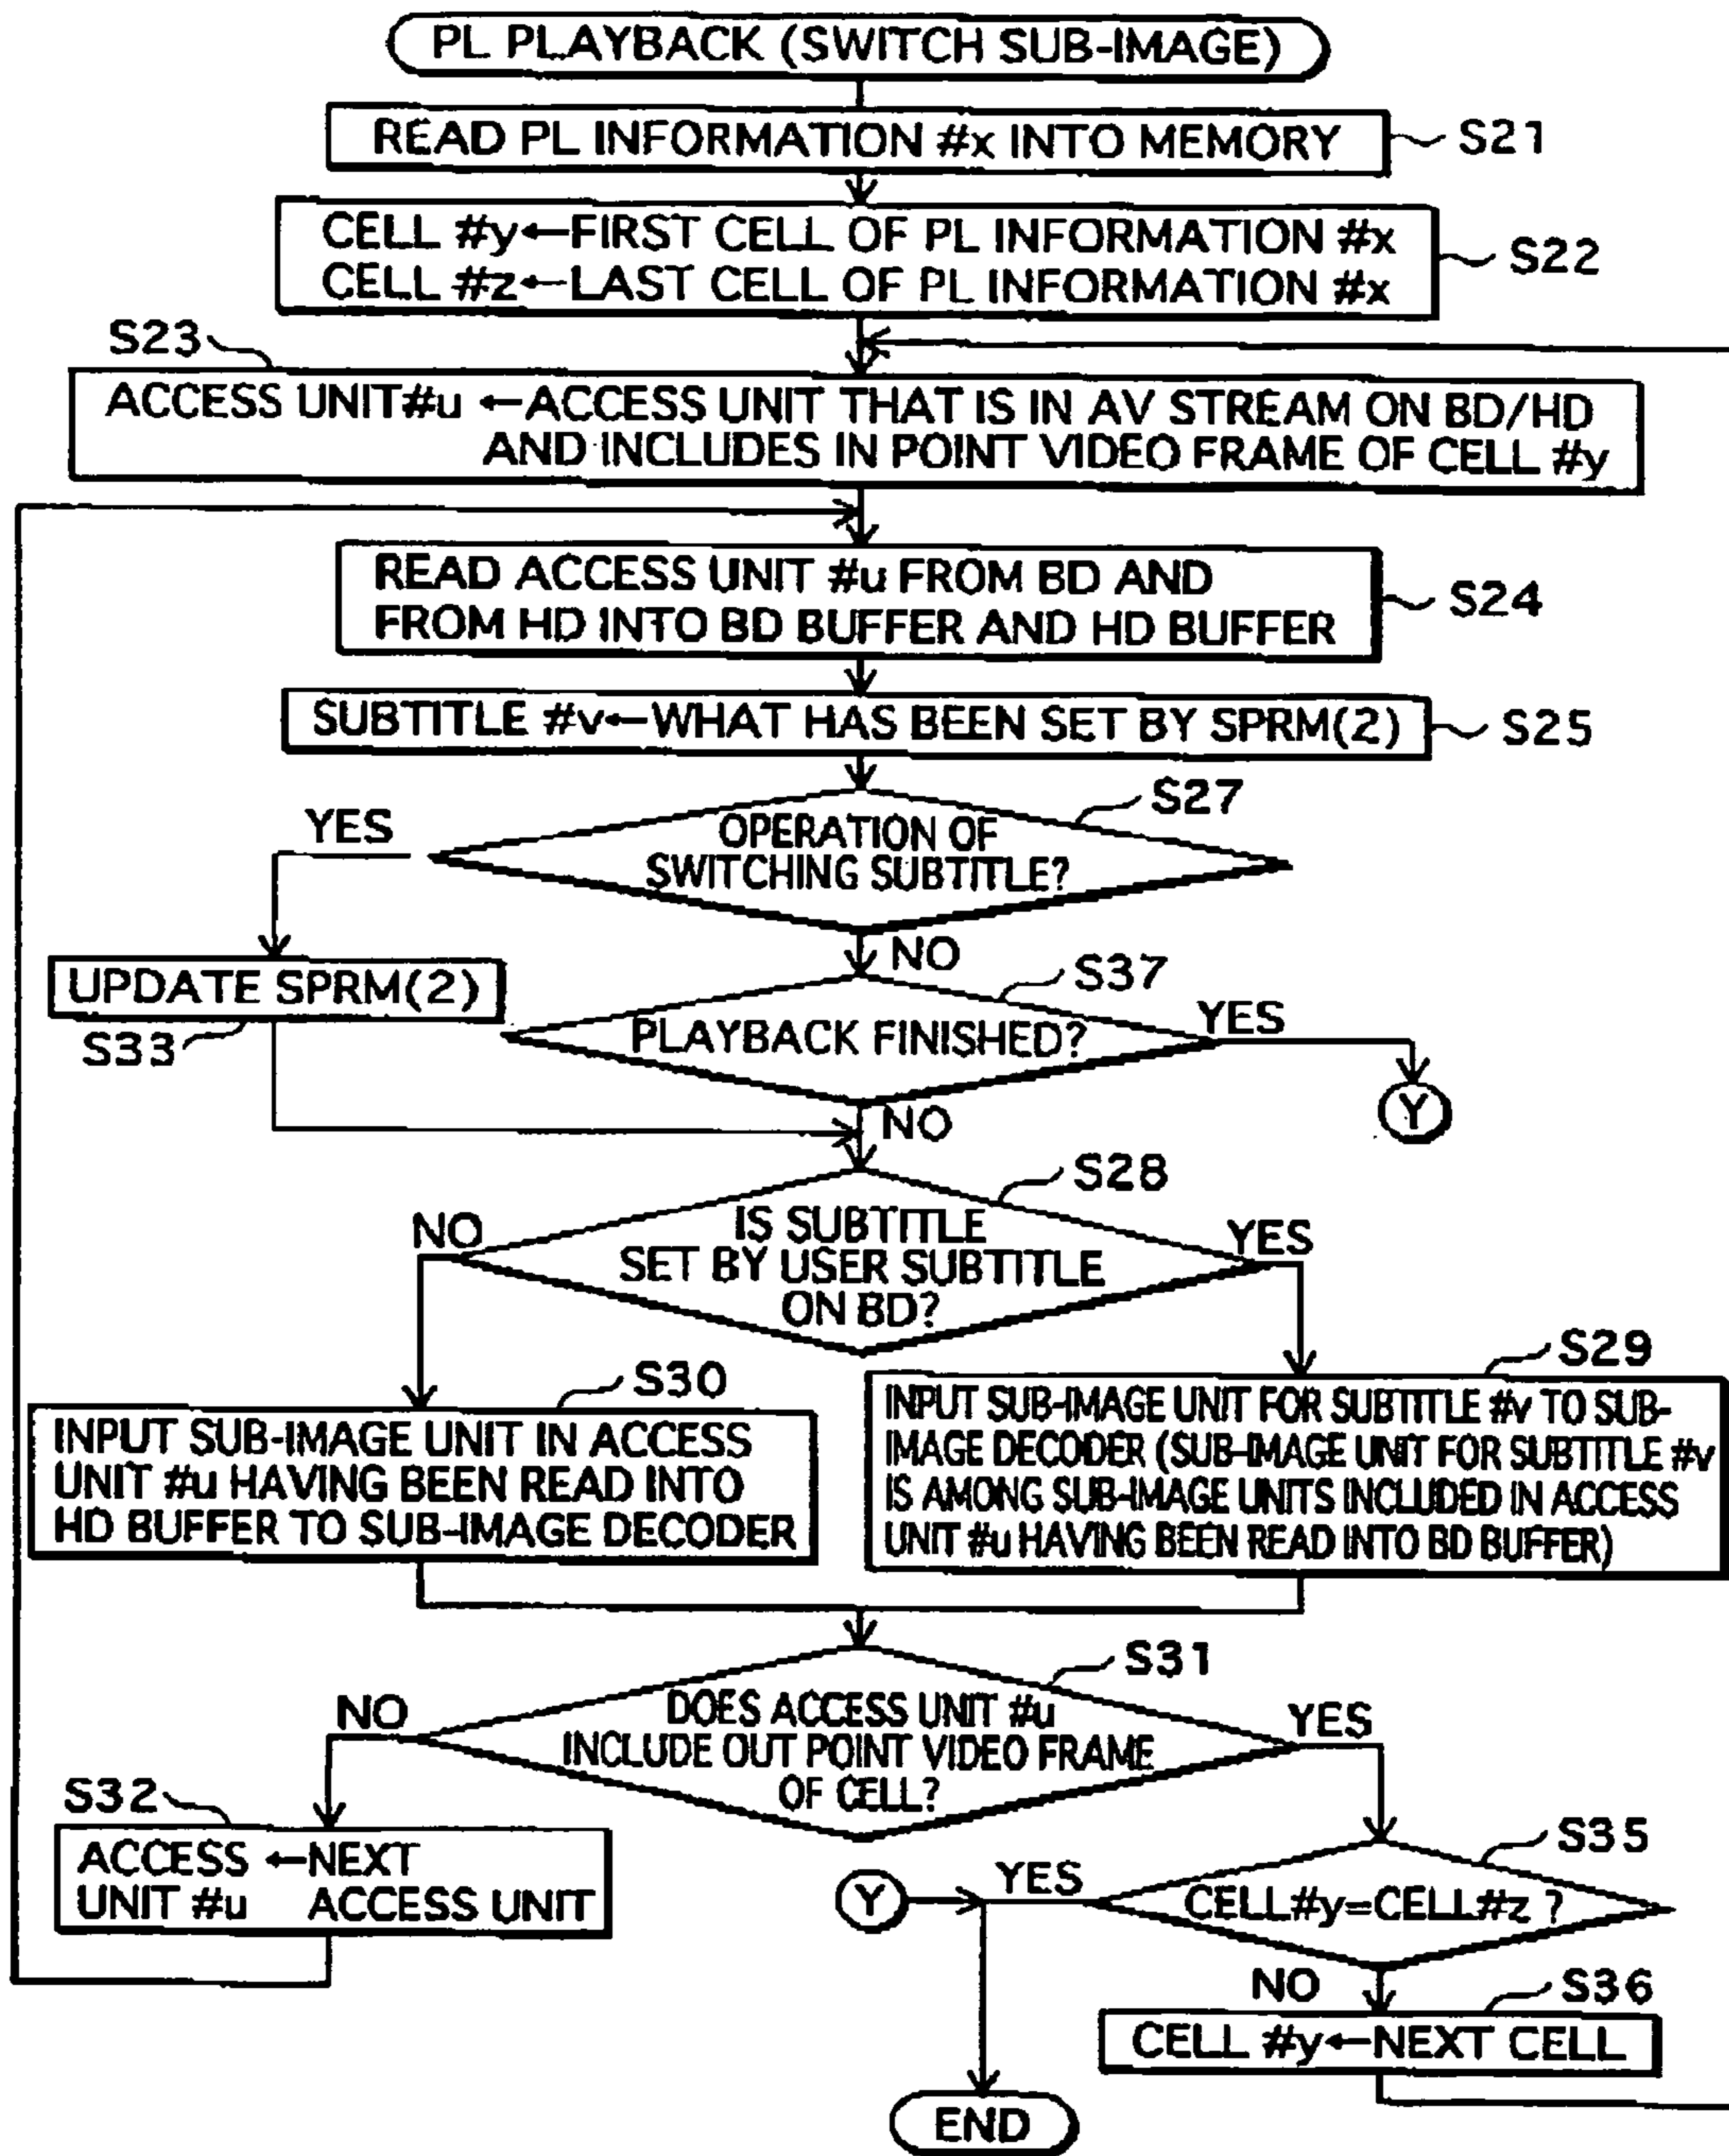 PL PLAYBACK (SWITCH SUB-IMAGE)
READ PL INFORMATION #x INTO MEMORY
S21
CELL #y←FIRST CELL OF PL INFORMATION #x
CELL #z←LAST CELL OF PL INFORMATION #x
S22
S23
ACCESS UNIT#u ←ACCESS UNIT THAT IS IN AV STREAM ON BD/HD
AND INCLUDES IN POINT VIDEO FRAME OF CELL #y
READ ACCESS UNIT #u FROM BD AND
FROM HD INTO BD BUFFER AND HD BUFFER
S24
SUBTITLE #v←WHAT HAS BEEN SET BY SPRM(2)
S25
S27
YES
OPERATION OF
SWITCHING SUBTITLE?
NO
UPDATE SPRM(2)
S33
S37
PLAYBACK FINISHED?
YES
Y
NO
S28
NO
IS SUBTITLE
SET BY USER SUBTITLE
ON BD?
YES
S30
INPUT SUB-IMAGE UNIT IN ACCESS
UNIT #u HAVING BEEN READ INTO
HD BUFFER TO SUB-IMAGE DECODER
S29
INPUT SUB-IMAGE UNIT FOR SUBTITLE #v TO SUB-
IMAGE DECODER (SUB-IMAGE UNIT FOR SUBTITLE #v
IS AMONG SUB-IMAGE UNITS INCLUDED IN ACCESS
UNIT #u HAVING BEEN READ INTO BD BUFFER)
S31
NO
DOES ACCESS UNIT #u
INCLUDE OUT POINT VIDEO FRAME
OF CELL?
YES
S32
ACCESS ←NEXT
UNIT #u ACCESS UNIT
S35
Y
YES
CELL#y=CELL#z ?
NO
S36
CELL #y←NEXT CELL
END